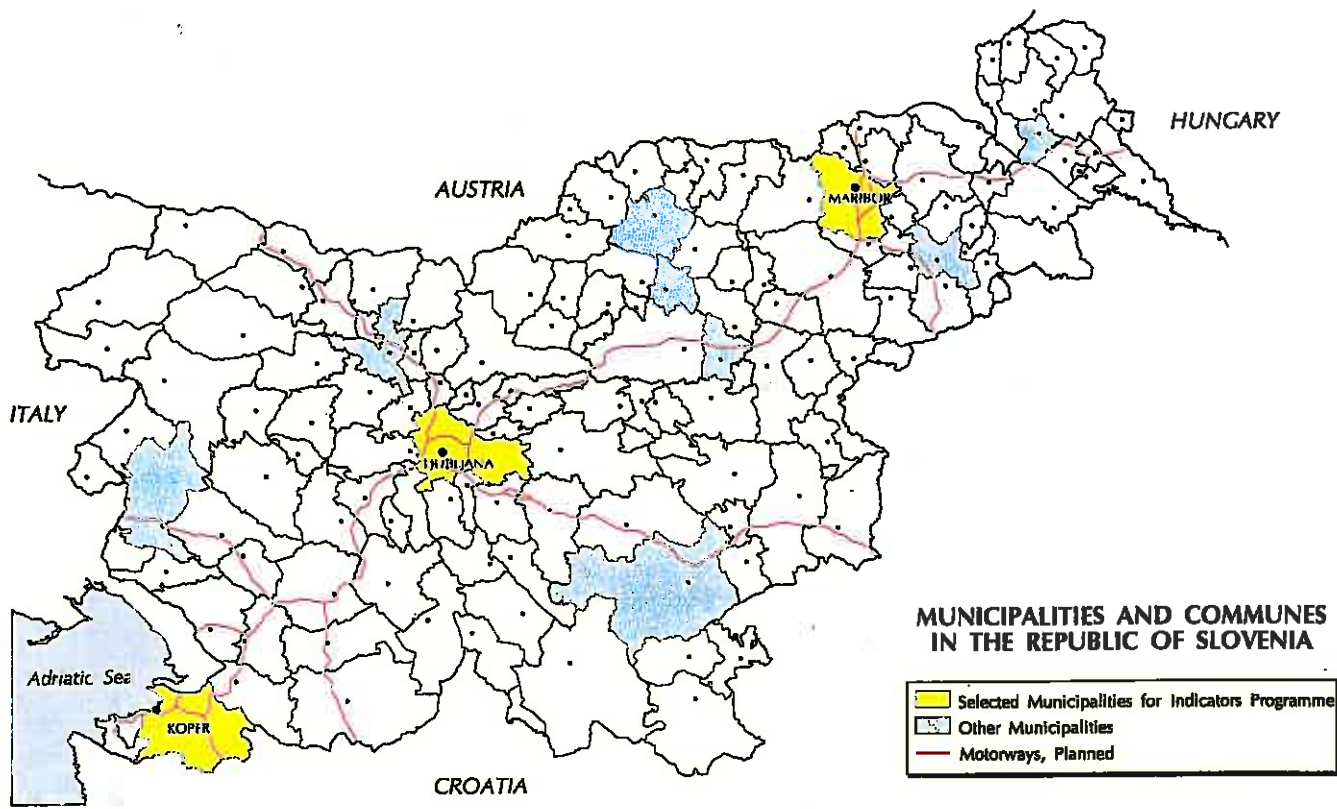 HUNGARY
AUSTRIA
MARIBOR
ITALY
LJUBLJANA
MUNICIPALITIES AND COMMUNES
IN THE REPUBLIC OF SLOVENIA
Adriatic Sea
Selected Municipalities for Indicators Programme
Other Municipalities
KOPER
Motorways, Planned
CROATIA